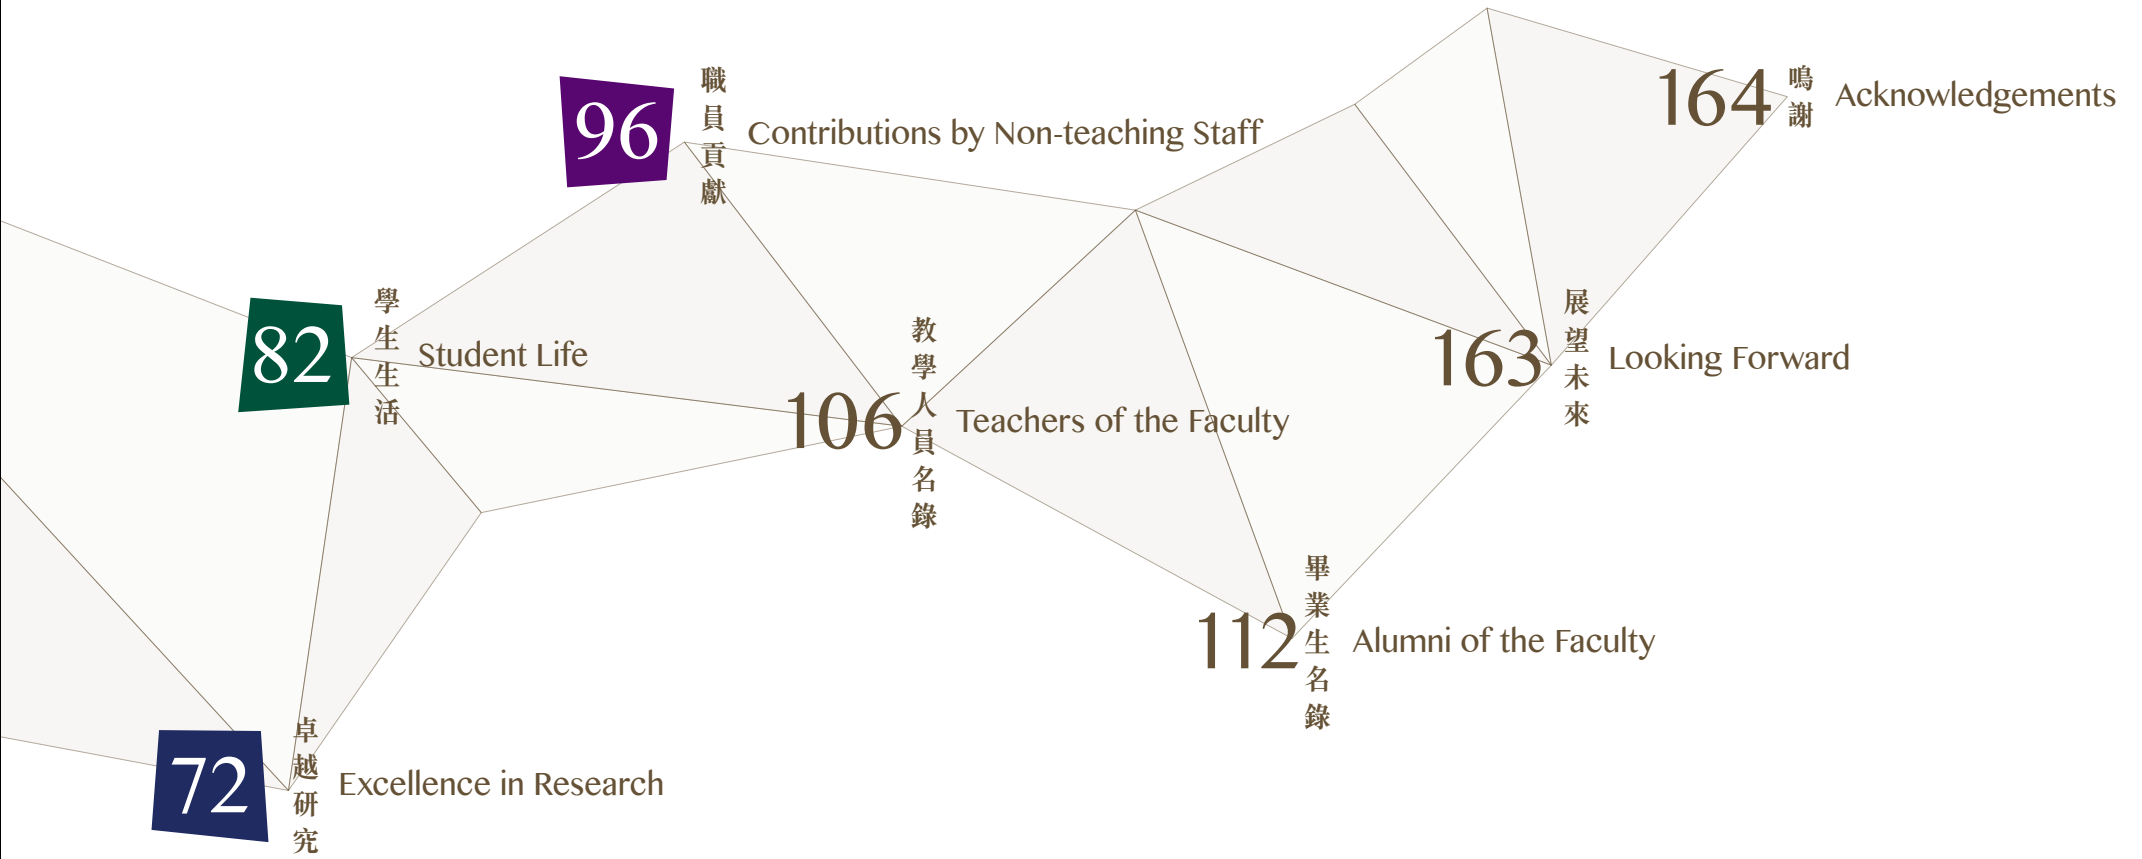 72
卓越研究
Excellence in Research
82
學生生活
Student Life
96
職員貢獻
Contributions by Non-teaching Staff
106
教學人員名錄
Teachers of the Faculty
112
畢業生名錄
Alumni of the Faculty
163
展望未來
Looking Forward
164
鳴謝
Acknowledgements